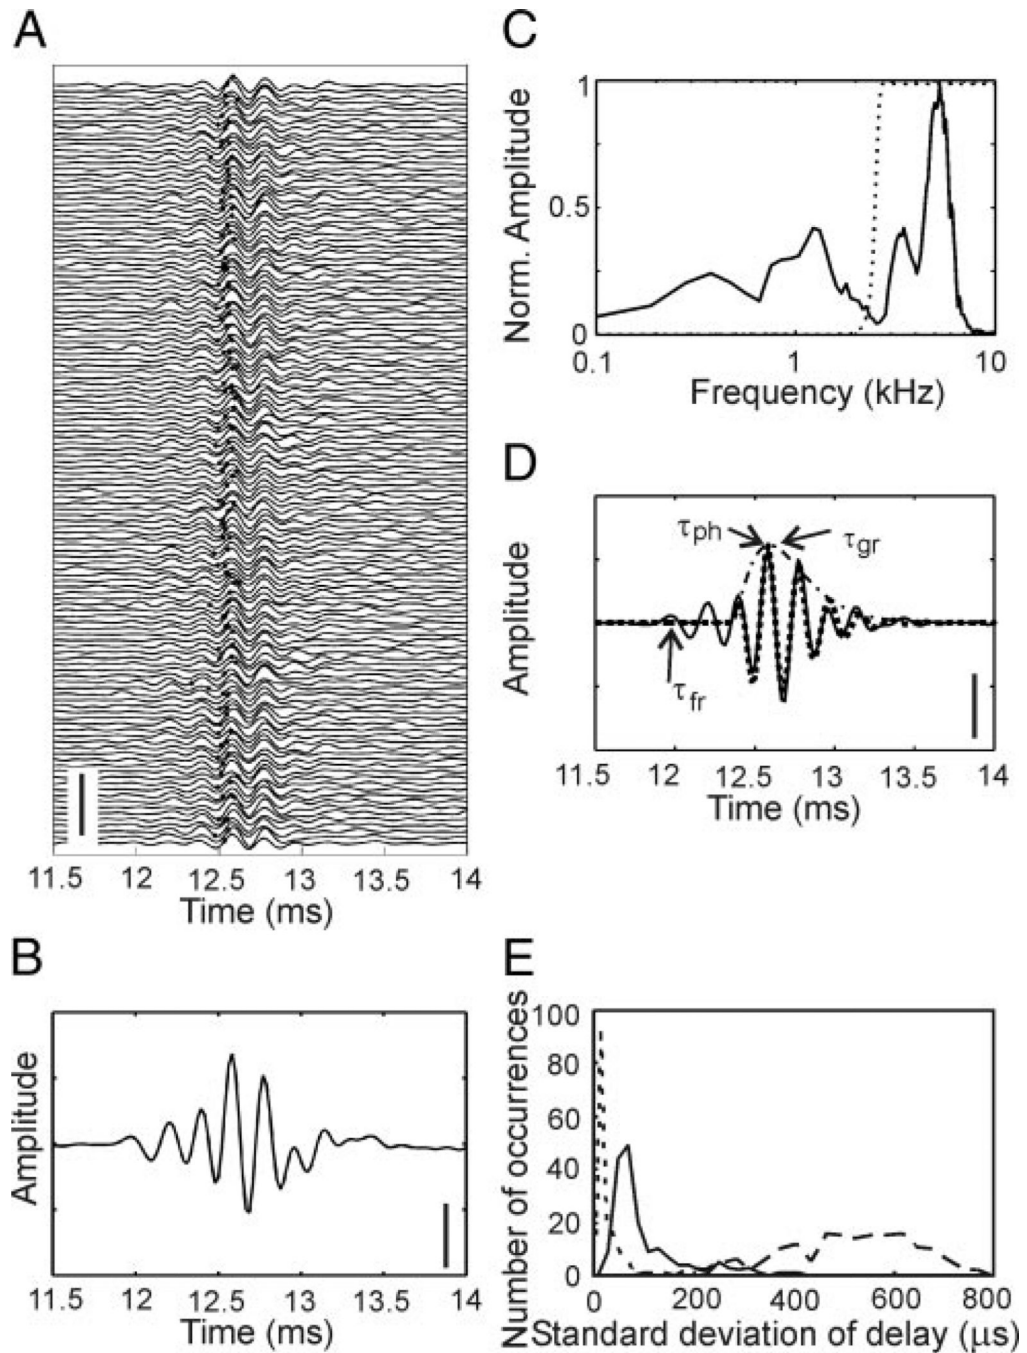 A
11.5 12 12.5 13 13.5 14
Time (ms)
B
Amplitude
11.5 12 12.5 13 13.5 14
Time (ms)
C
Norm. Amplitude
1
0.5
0
0.1 1 10
Frequency (kHz)
D
Amplitude
τph
τgr
τfr
11.5 12 12.5 13 13.5 14
Time (ms)
E
Number of occurrences
100
80
60
40
20
0
0 200 400 600 800
Standard deviation of delay (μs)